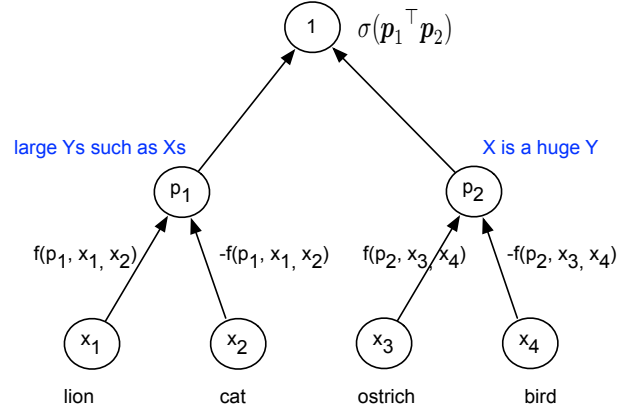 1 σ(p₁ᵀp₂)
large Ys such as Xs X is a huge Y
p₁ p₂
f(p₁, x₁, x₂) -f(p₁, x₁, x₂) f(p₂, x₃, x₄) -f(p₂, x₃, x₄)
x₁ x₂ x₃ x₄
lion cat ostrich bird